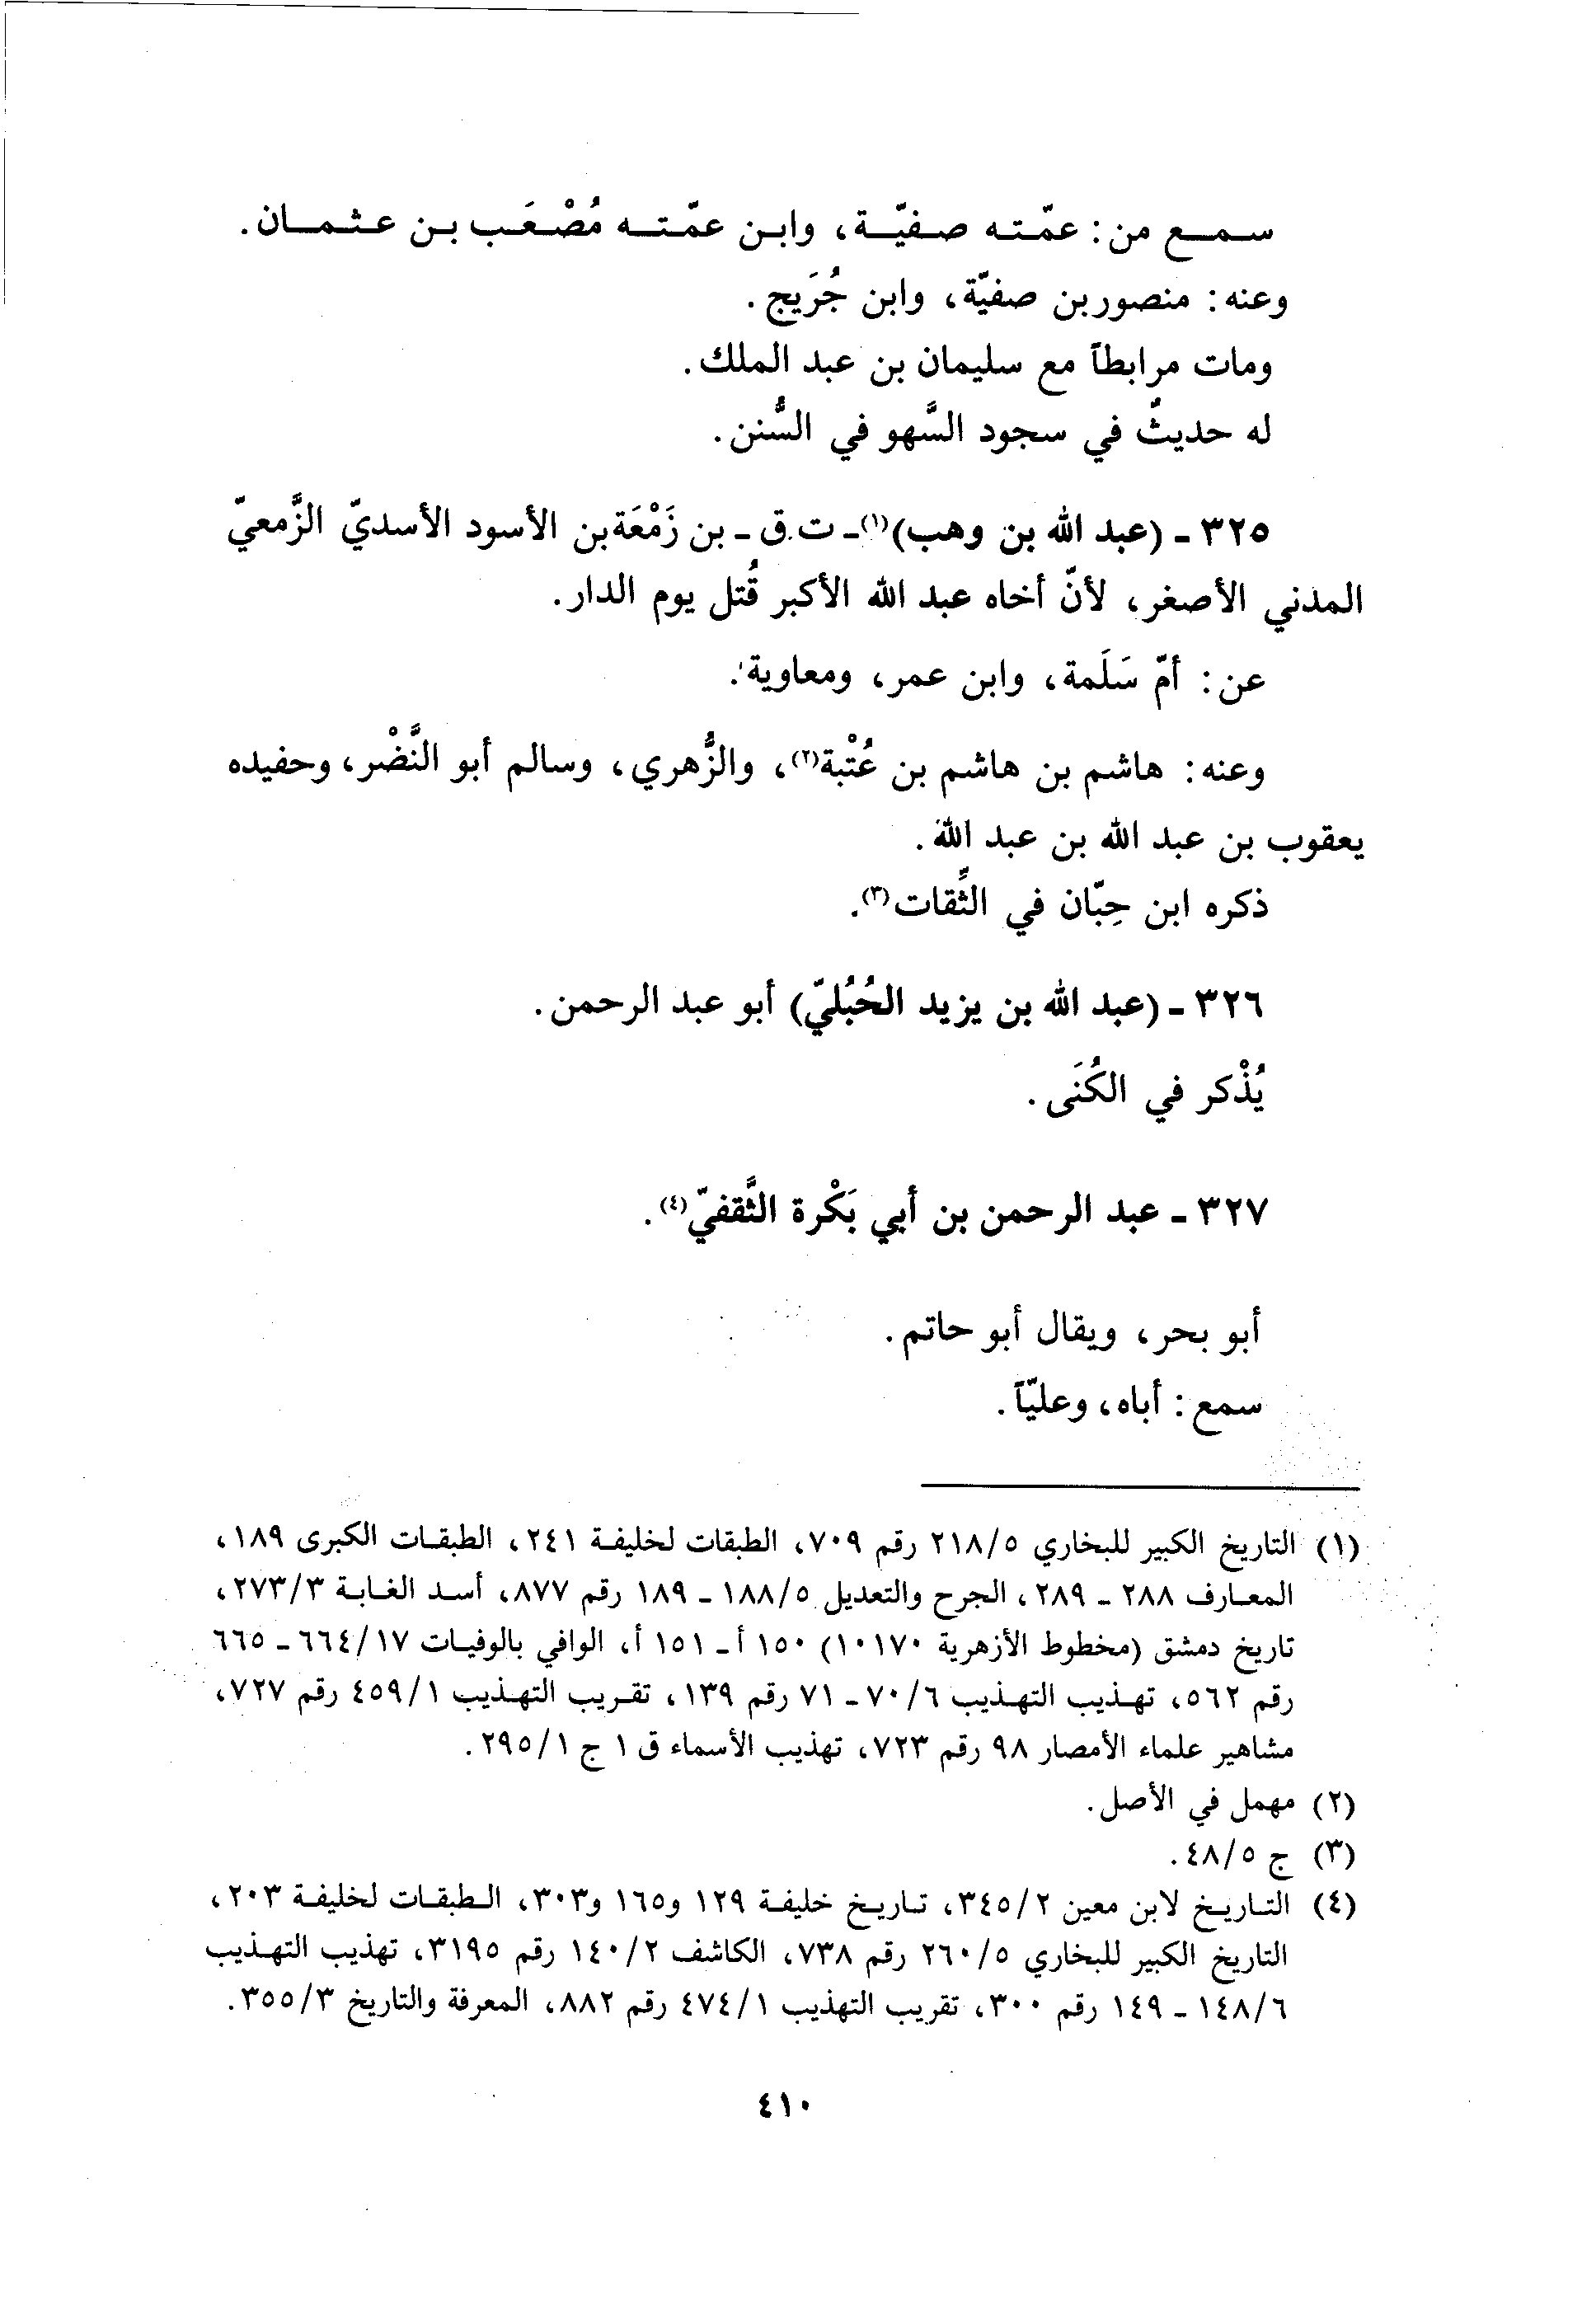 سمع من: عمّته صفيّة، وابن عمّته مُصْعَب بن عثمان.
وعنه: منصور بن صفيّة، وابن جُرَيج.
ومات مرابطاً مع سليمان بن عبد الملك.
له حديثٌ في سجود السَّهو في السُّنن.
٣٢٥ - (عبد الله بن وهب)(١) - ت.ق - بن زَمْعَة بن الأسود الأسديّ الزَّمعيّ
المدني الأصغر، لأنّ أخاه عبد الله الأكبر قُتل يوم الدار.
عن: أمّ سَلَمة، وابن عمر، ومعاوية.
وعنه: هاشم بن هاشم بن عُتْبة(٢)، والزُّهري، وسالم أبو النَّضْر، وحفيده
يعقوب بن عبد الله بن عبد الله.
ذكره ابن حِبّان في الثِّقات(٣).
٣٢٦ - (عبد الله بن يزيد الحُبُليّ) أبو عبد الرحمن.
يُذْكر في الكُنَى.
٣٢٧ - عبد الرحمن بن أبي بَكْرة الثَّقفيّ(٤).
أبو بحر، ويقال أبو حاتم.
سمع: أباه، وعليّاً.
(١) التاريخ الكبير للبخاري ٢١٨/٥ رقم ٧٠٩، الطبقات لخليفة ٢٤١، الطبقات الكبرى ١٨٩،
المعارف ٢٨٨ - ٢٨٩، الجرح والتعديل ١٨٨/٥ - ١٨٩ رقم ٨٧٧، أسد الغابة ٢٧٣/٣،
تاريخ دمشق (مخطوط الأزهرية ١٠١٧٠) ١٥٠ أ - ١٥١ أ، الوافي بالوفيات ٦٦٤/١٧ - ٦٦٥
رقم ٥٦٢، تهذيب التهذيب ٧٠/٦ - ٧١ رقم ١٣٩، تقريب التهذيب ٤٥٩/١ رقم ٧٢٧،
مشاهير علماء الأمصار ٩٨ رقم ٧٢٣، تهذيب الأسماء ق ١ ج ٢٩٥/١.
(٢) مهمل في الأصل.
(٣) ج ٤٨/٥.
(٤) التاريخ لابن معين ٣٤٥/٢، تاريخ خليفة ١٢٩ و١٦٥ و٣٠٣، الطبقات لخليفة ٢٠٣،
التاريخ الكبير للبخاري ٢٦٠/٥ رقم ٧٣٨، الكاشف ١٤٠/٢ رقم ٣١٩٥، تهذيب التهذيب
١٤٨/٦ - ١٤٩ رقم ٣٠٠، تقريب التهذيب ٤٧٤/١ رقم ٨٨٢، المعرفة والتاريخ ٣٥٥/٣.
٤١٠